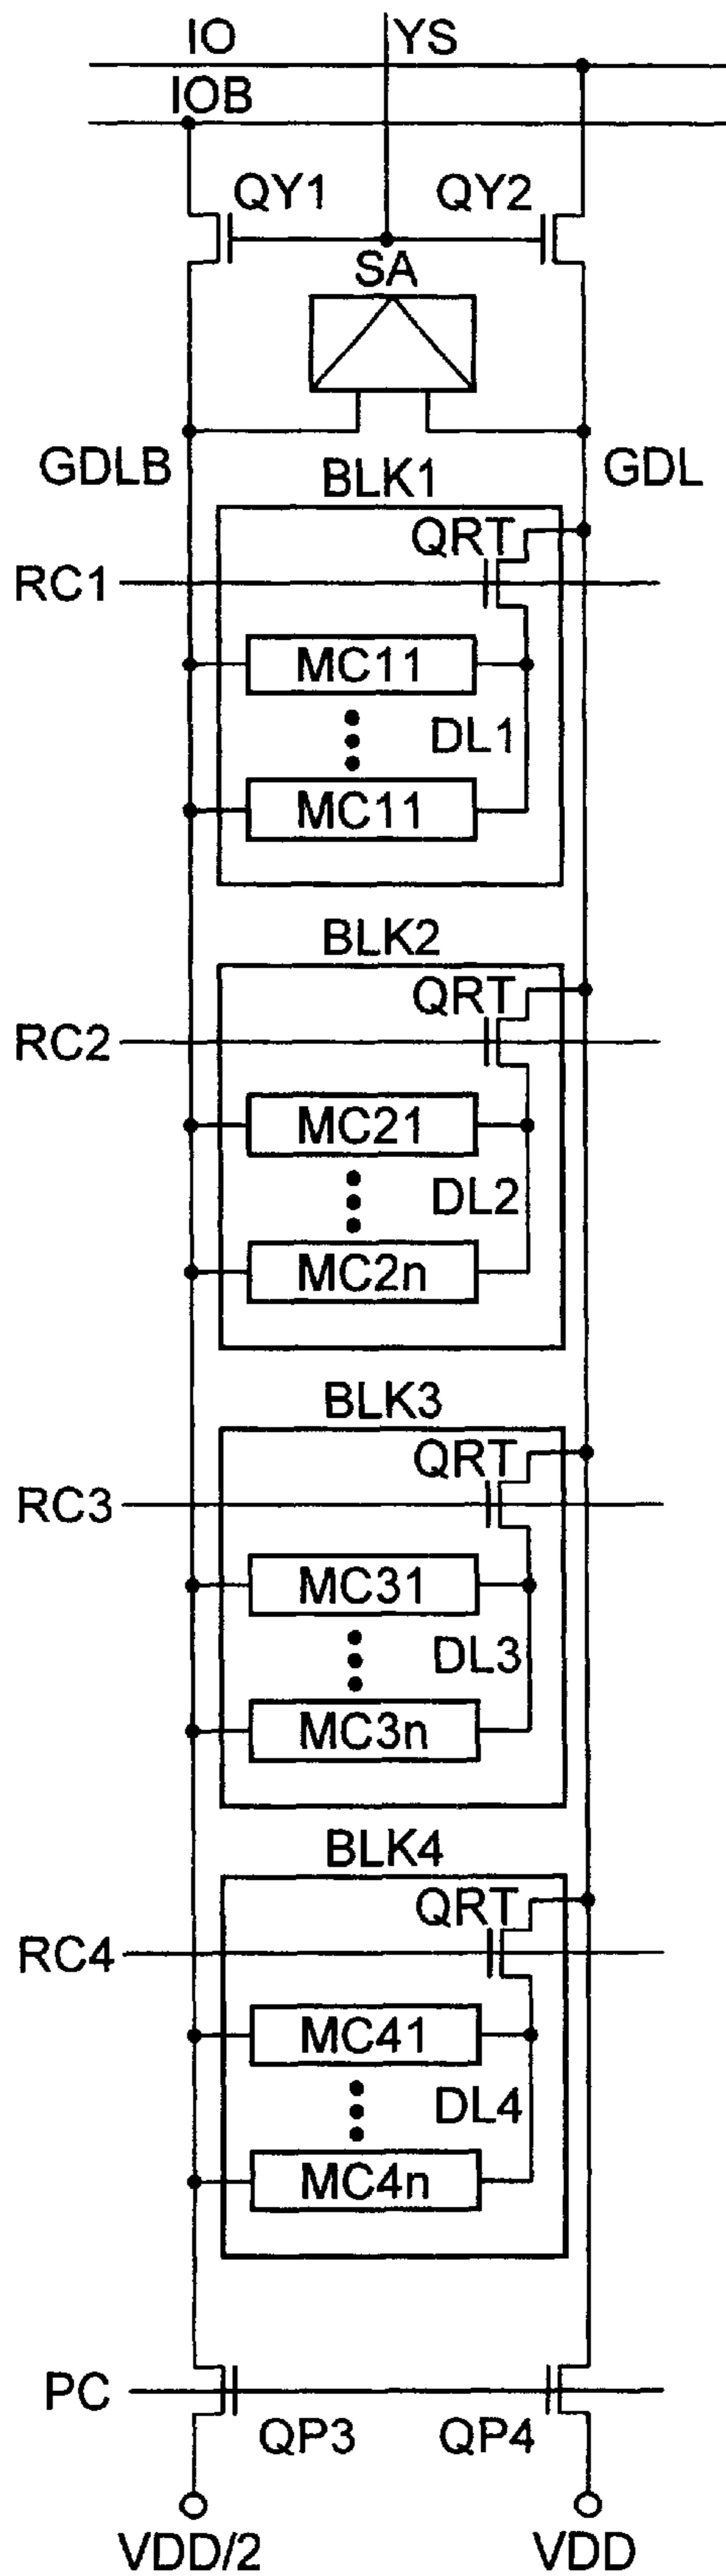 IO
YS
IOB
QY1
QY2
SA
GDLB
GDL
BLK1
QRT
RC1
MC11
DL1
MC11
BLK2
QRT
RC2
MC21
DL2
MC2n
BLK3
QRT
RC3
MC31
DL3
MC3n
BLK4
QRT
RC4
MC41
DL4
MC4n
PC
QP3
QP4
VDD/2
VDD